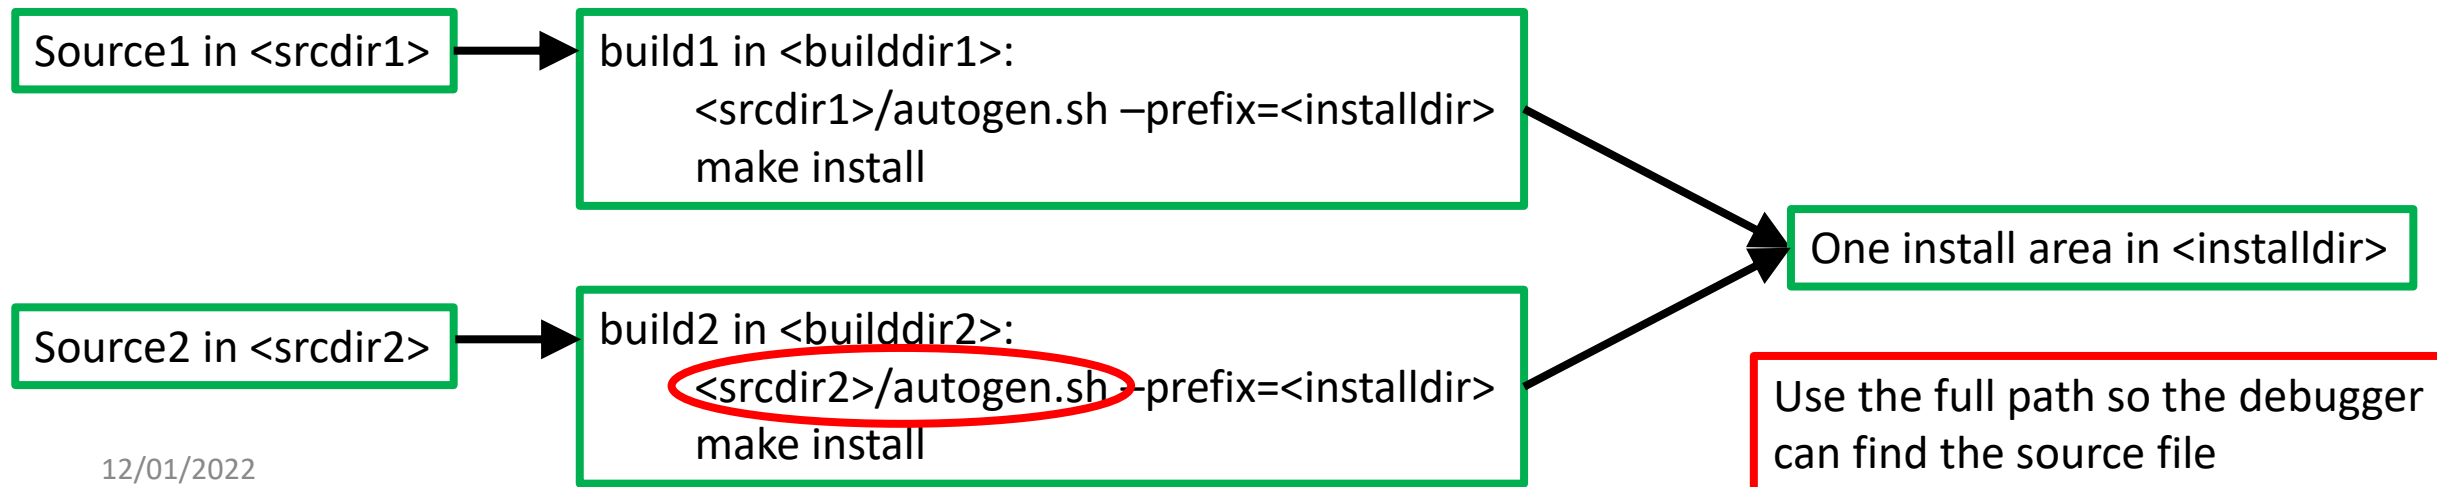 Source1 in <srcdir1>
build1 in <builddir1>:
<srcdir1>/autogen.sh –prefix=<installdir>
make install
One install area in <installdir>
Source2 in <srcdir2>
build2 in <builddir2>:
<srcdir2>/autogen.sh –prefix=<installdir>
make install
Use the full path so the debugger
can find the source file
12/01/2022